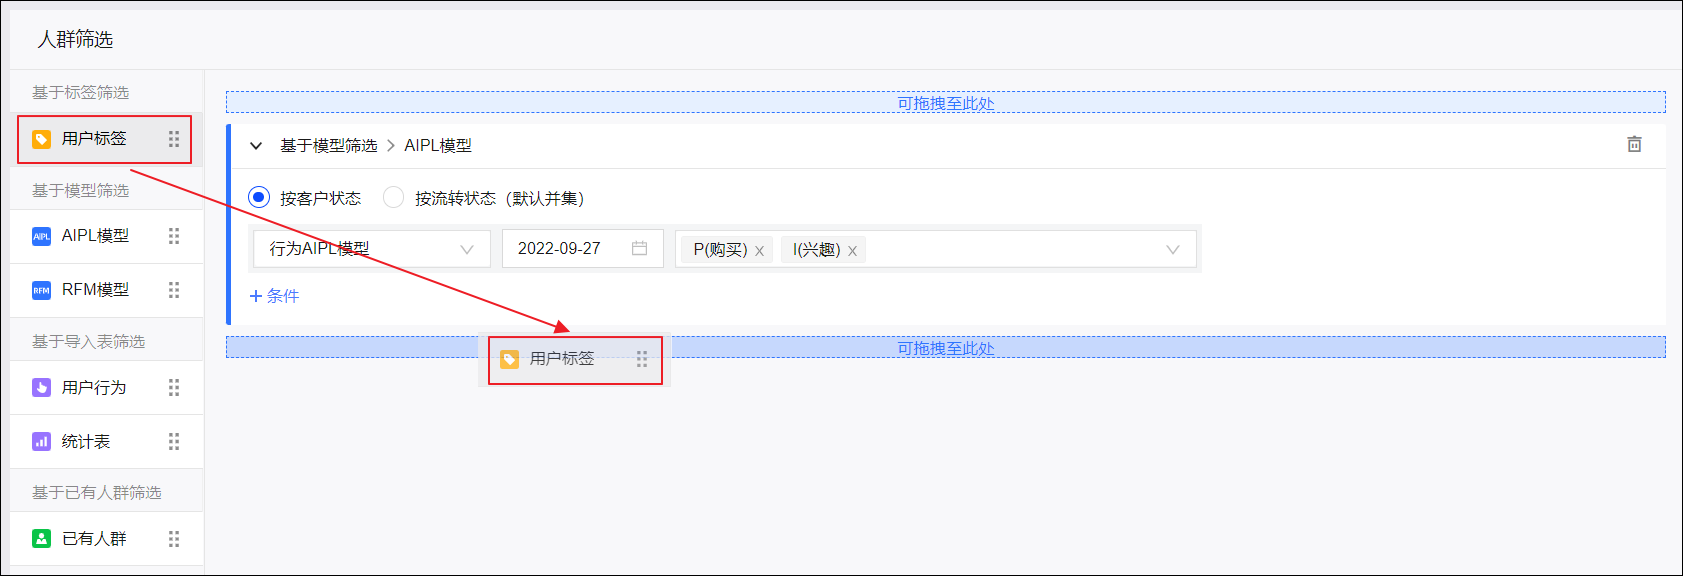 人群筛选
基于标签筛选
用户标签
基于模型筛选
AIPL AIPL模型
RFM RFM模型
基于导入表筛选
用户行为
统计表
基于已有人群筛选
已有人群
可拖拽至此处
基于模型筛选 > AIPL模型
按客户状态 按流转状态（默认并集）
行为AIPL模型 2022-09-27 P(购买) x I(兴趣) x
+ 条件
可拖拽至此处
用户标签